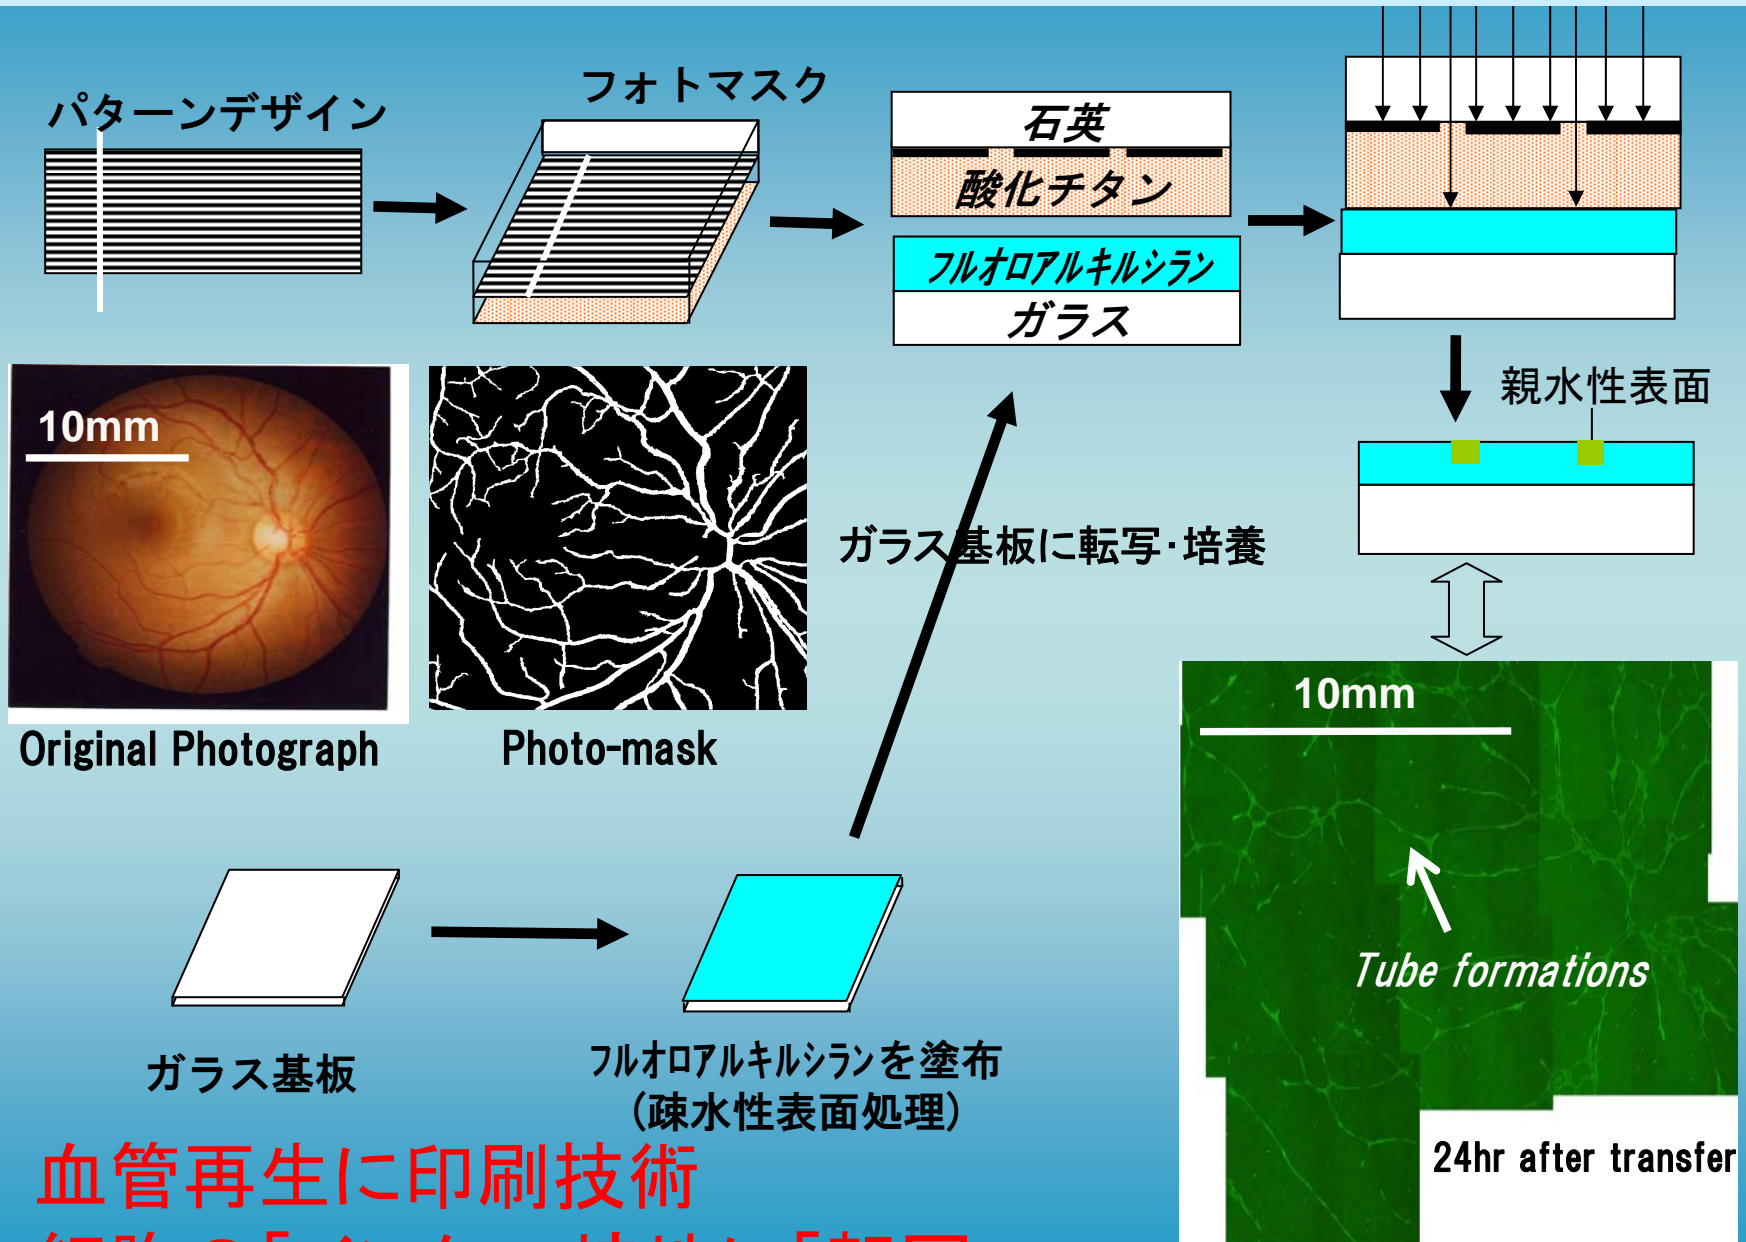 パターンデザイン
フォトマスク
石英
酸化チタン
フルオロアルキルシラン
ガラス
親水性表面
10mm
Original Photograph
Photo-mask
ガラス基板に転写・培養
10mm
Tube formations
24hr after transfer
ガラス基板
フルオロアルキルシランを塗布
(疎水性表面処理)
血管再生に印刷技術